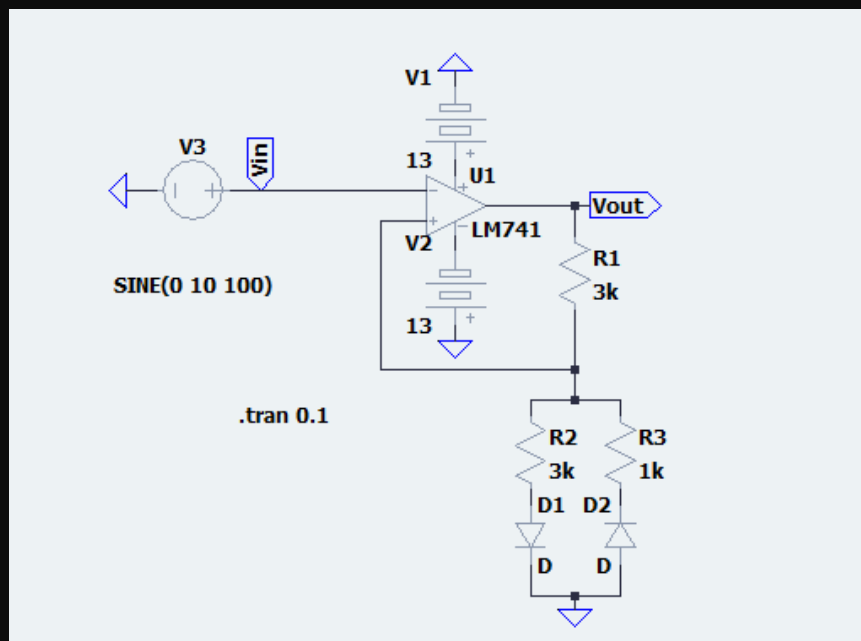 V1
V3
Vin
13
U1
V2
LM741
Vout
R1
3k
SINE(0 10 100)
13
.tran 0.1
R2
R3
3k
1k
D1
D2
D
D